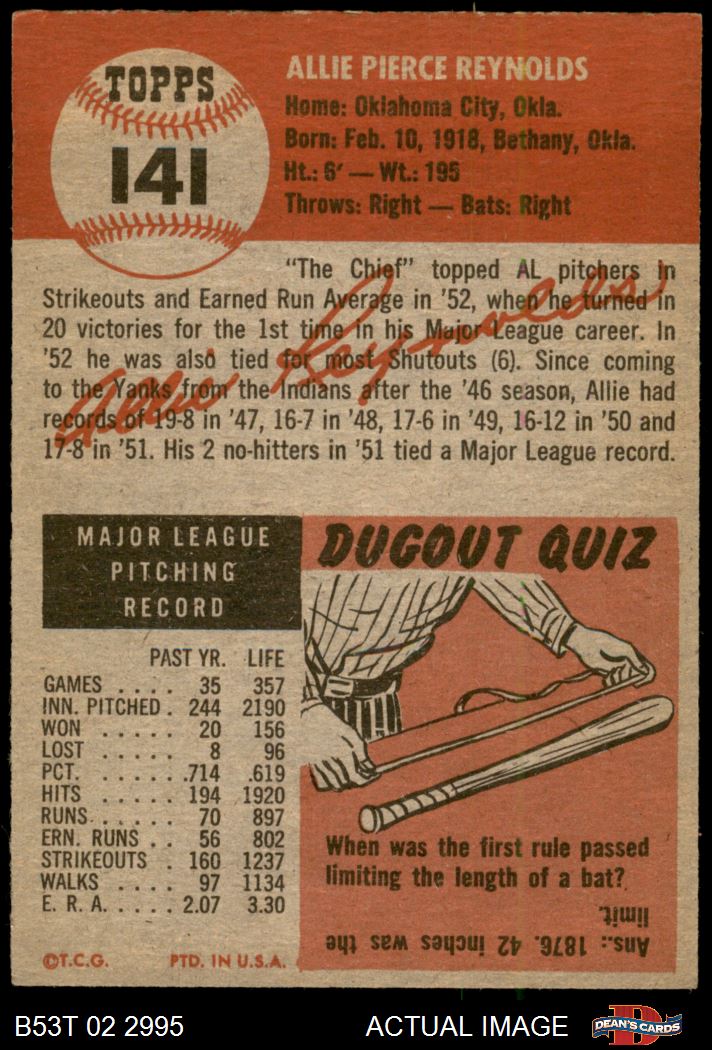 TOPPS
141
ALLIE PIERCE REYNOLDS
Home: Oklahoma City, Okla.
Born: Feb. 10, 1918, Bethany, Okla.
Ht.: 6' — Wt.: 195
Throws: Right — Bats: Right
"The Chief" topped AL pitchers in
Strikeouts and Earned Run Average in '52, when he turned in
20 victories for the 1st time in his Major League career. In
'52 he was also tied for most Shutouts (6). Since coming
to the Yanks from the Indians after the '46 season, Allie had
records of 19-8 in '47, 16-7 in '48, 17-6 in '49, 16-12 in '50 and
17-8 in '51. His 2 no-hitters in '51 tied a Major League record.
Allie Reynolds
MAJOR LEAGUE
PITCHING
RECORD
PAST YR. LIFE
GAMES . . . . 35 357
INN. PITCHED . 244 2190
WON . . . . . 20 156
LOST . . . . . 8 96
PCT. . . . . . .714 .619
HITS . . . . . 194 1920
RUNS . . . . . 70 897
ERN. RUNS . . 56 802
STRIKEOUTS . 160 1237
WALKS . . . . 97 1134
E. R. A. . . . . 2.07 3.30
©T.C.G. PTD. IN U.S.A.
DUGOUT QUIZ
When was the first rule passed
limiting the length of a bat?
Ans.: 1876. 42 inches was the
limit.
B53T 02 2995
ACTUAL IMAGE
D
DEAN'S CARDS